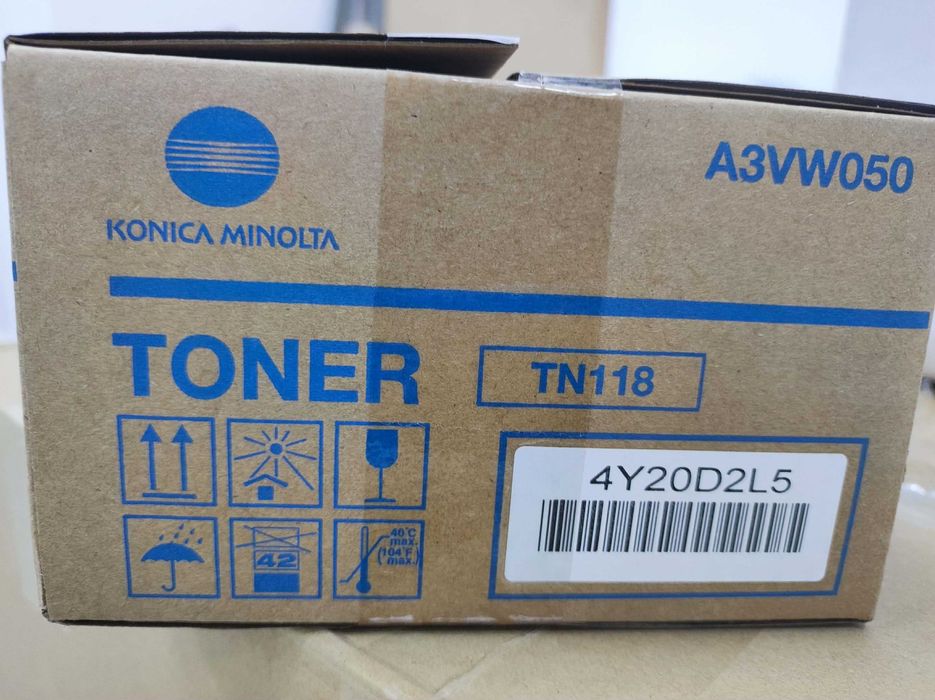 KONICA MINOLTA
A3VW050
TONER
TN118
4Y20D2L5
42
40°C
max.
(104°F
max.)